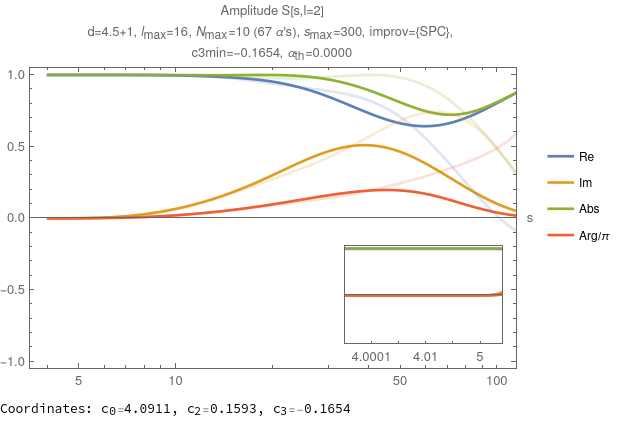 Amplitude S[s,l=2]
d=4.5+1, lmax=16, Nmax=10 (67 α's), smax=300, improv={SPC},
c3min=-0.1654, αth=0.0000
1.0
0.5
0.0
-0.5
-1.0
5
10
50
100
s
Re
Im
Abs
Arg/π
4.0001
4.01
5
Coordinates: c0=4.0911, c2=0.1593, c3=-0.1654